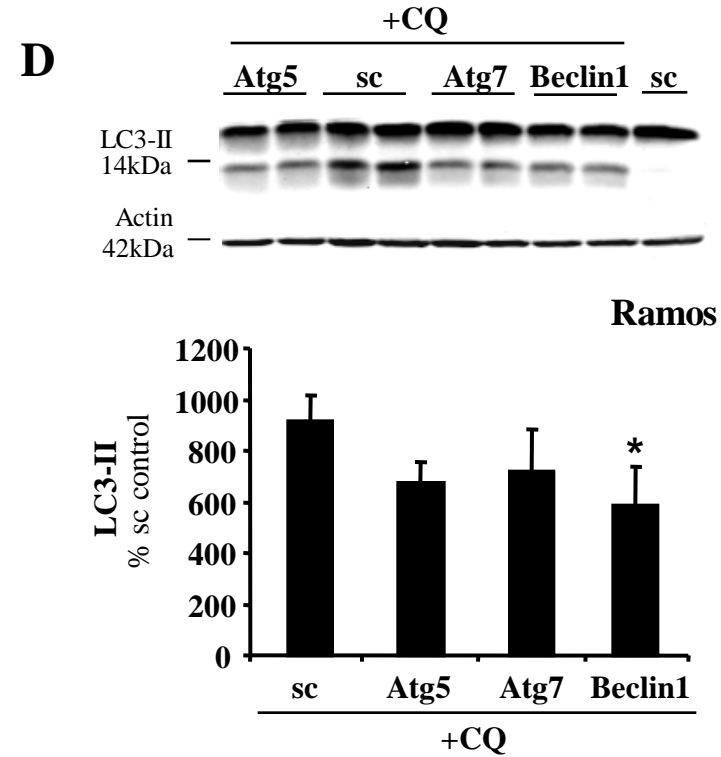 D
+CQ
Atg5 sc Atg7 Beclin1 sc
LC3-II
14kDa
Actin
42kDa
Ramos
LC3-II
% sc control
1200
1000
800
600
400
200
0
*
sc Atg5 Atg7 Beclin1
+CQ